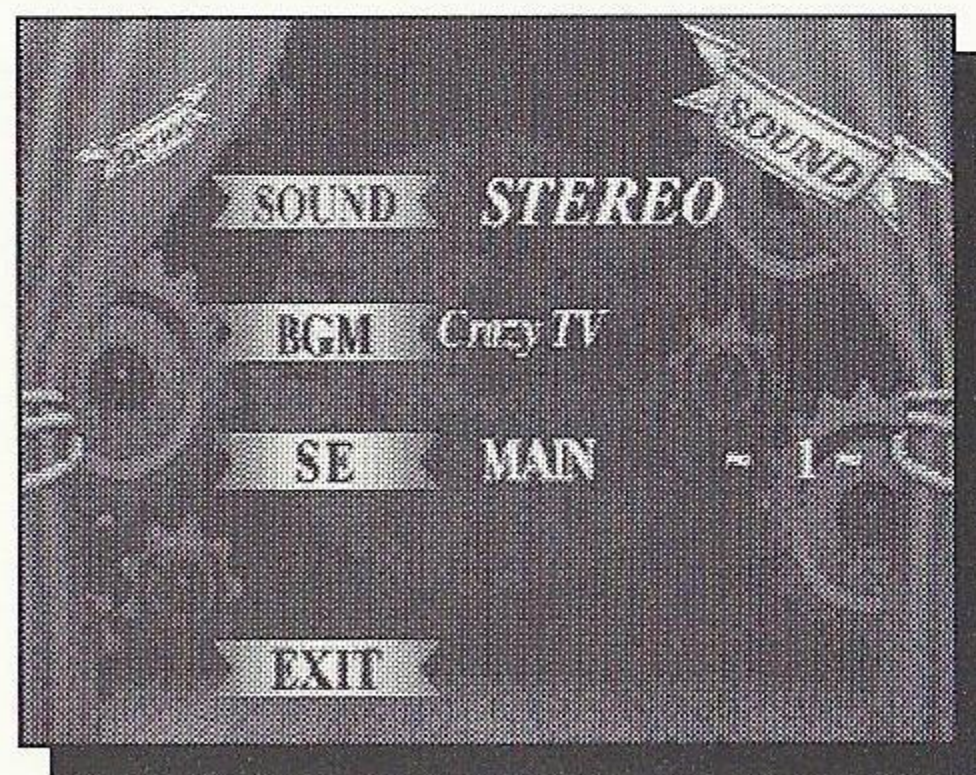 SOUND
SOUND STEREO
BGM Crazy TV
SE MAIN ~ 1 ~
EXIT